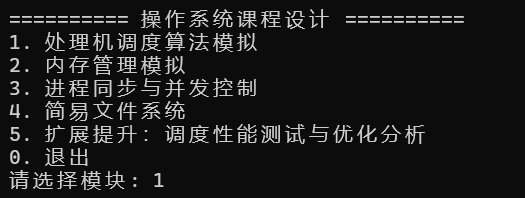 ========== 操作系统课程设计 ==========
1. 处理机调度算法模拟
2. 内存管理模拟
3. 进程同步与并发控制
4. 简易文件系统
5. 扩展提升: 调度性能测试与优化分析
0. 退出
请选择模块: 1